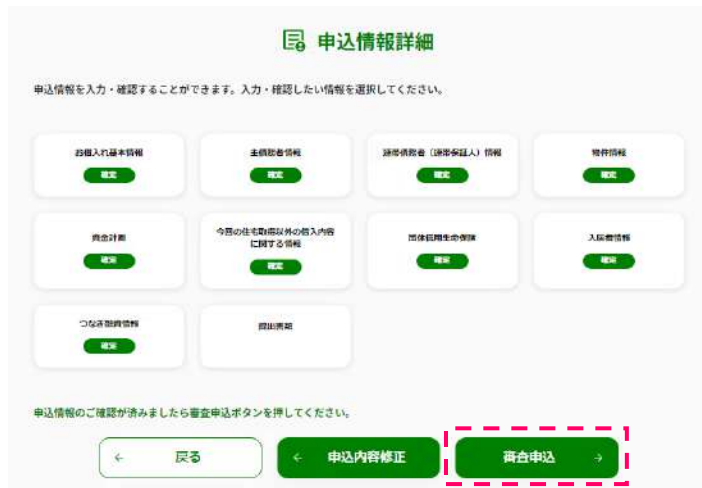 申込情報詳細
申込情報を入力・確認することができます。入力・確認したい情報を選択してください。
お借入れ基本情報
確定
主債務者情報
確定
連帯債務者（連帯保証人）情報
確定
物件情報
確定
資金計画
確定
今回の住宅取得以外の借入内容
に関する情報
確定
団体信用生命保険
確定
入居者情報
確定
つなぎ融資情報
確定
提出書類
申込情報のご確認が済みましたら審査申込ボタンを押してください。
← 戻る
← 申込内容修正
審査申込 →